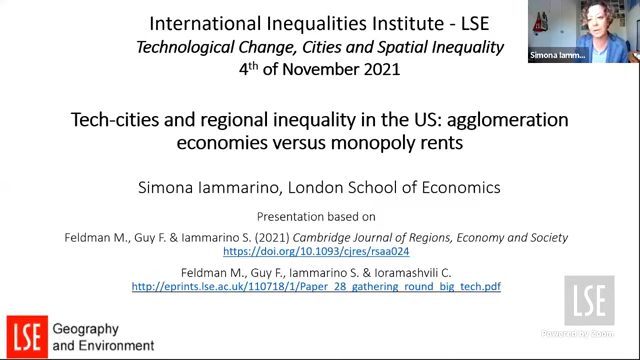 International Inequalities Institute - LSE
Technological Change, Cities and Spatial Inequality
4th of November 2021
Simona Iamm...
Tech-cities and regional inequality in the US: agglomeration
economies versus monopoly rents
Simona Iammarino, London School of Economics
Presentation based on
Feldman M., Guy F. & Iammarino S. (2021) Cambridge Journal of Regions, Economy and Society
https://doi.org/10.1093/cjres/rsaa024
Feldman M., Guy F., Iammarino S. & Ioramashvili C.
http://eprints.lse.ac.uk/110718/1/Paper_28_gathering_round_big_tech.pdf
LSE
Powered by Zoom
LSE
Geography
and Environment